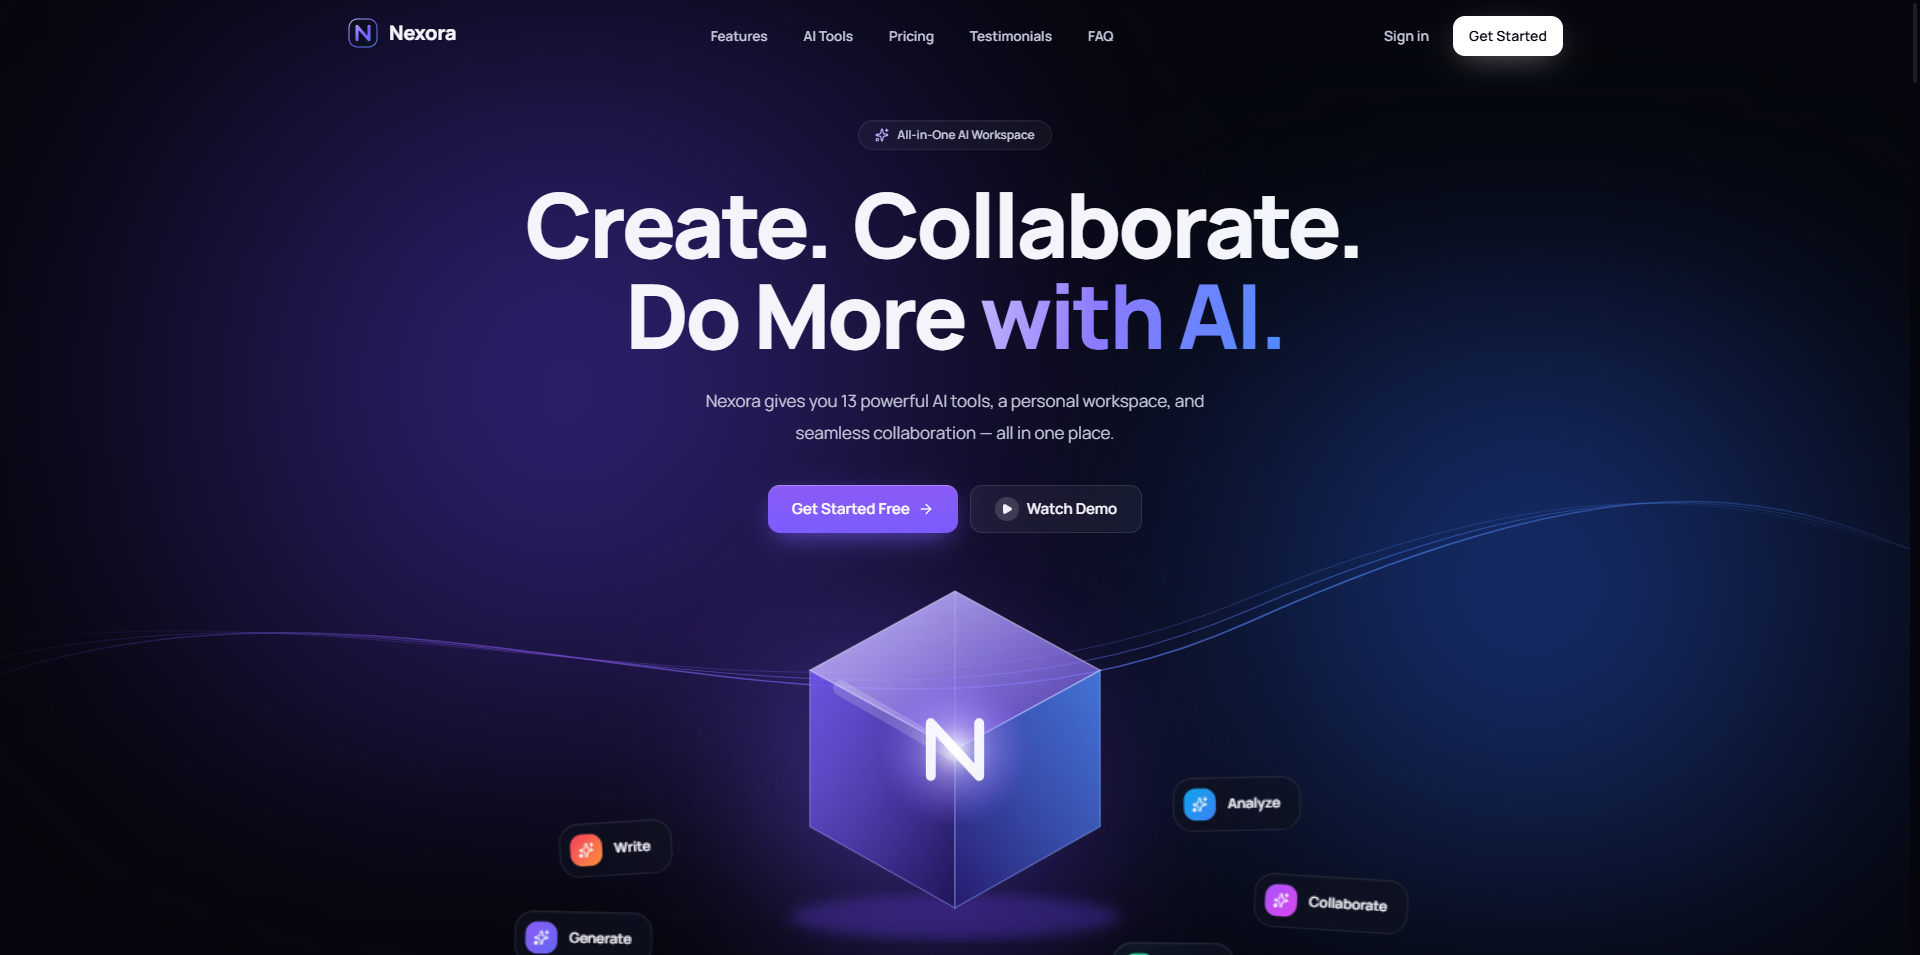 Nexora
Features
AI Tools
Pricing
Testimonials
FAQ
Sign in
Get Started
All-in-One AI Workspace
Create. Collaborate.
Do More with AI.
Nexora gives you 13 powerful AI tools, a personal workspace, and
seamless collaboration — all in one place.
Get Started Free
Watch Demo
N
Analyze
Write
Collaborate
Generate